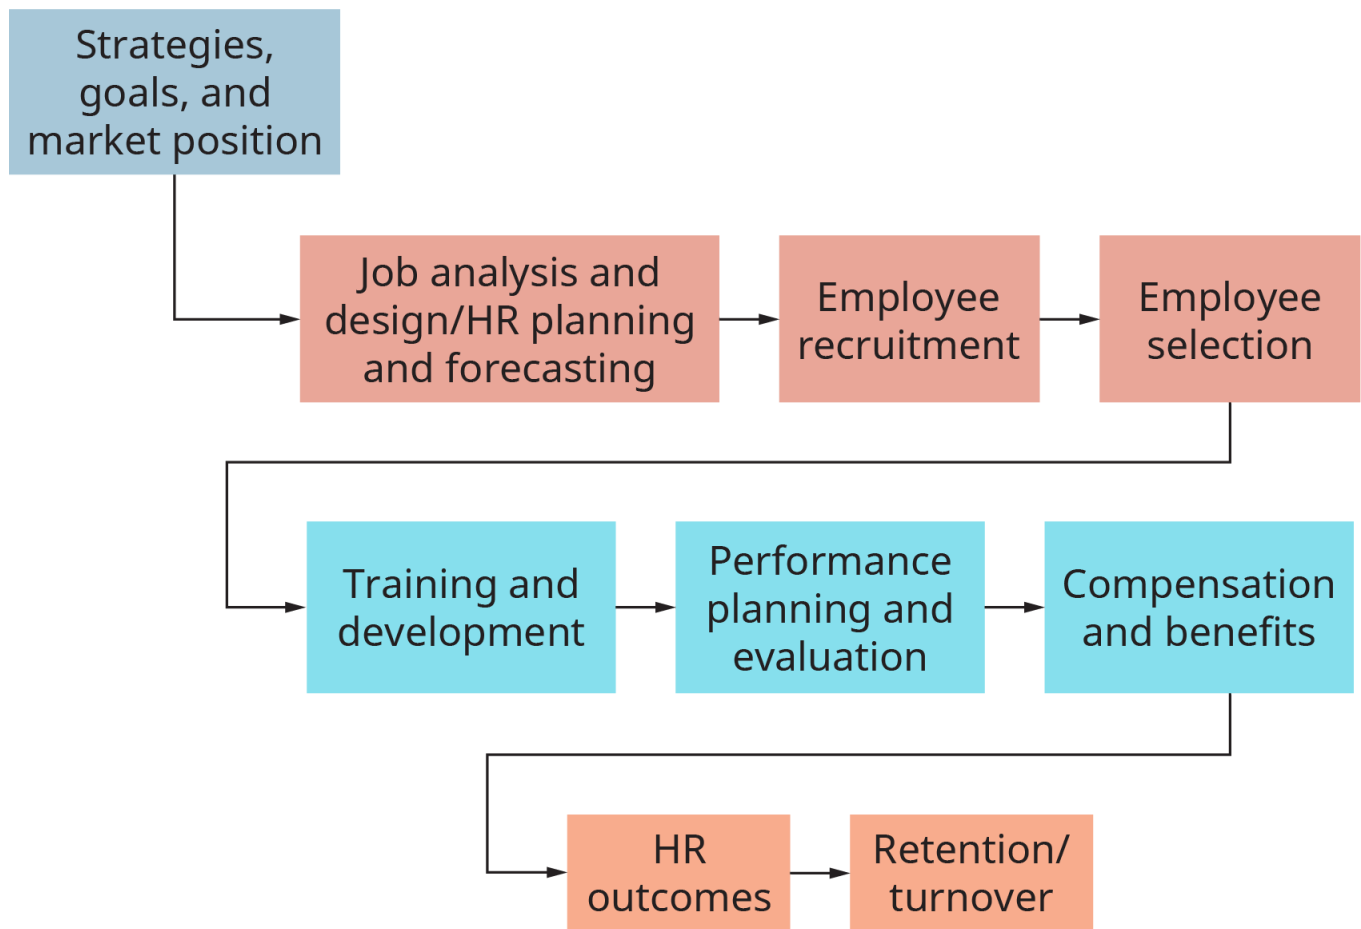 Strategies,
goals, and
market position
Job analysis and
design/HR planning
and forecasting
Employee
recruitment
Employee
selection
Training and
development
Performance
planning and
evaluation
Compensation
and benefits
HR
outcomes
Retention/
turnover